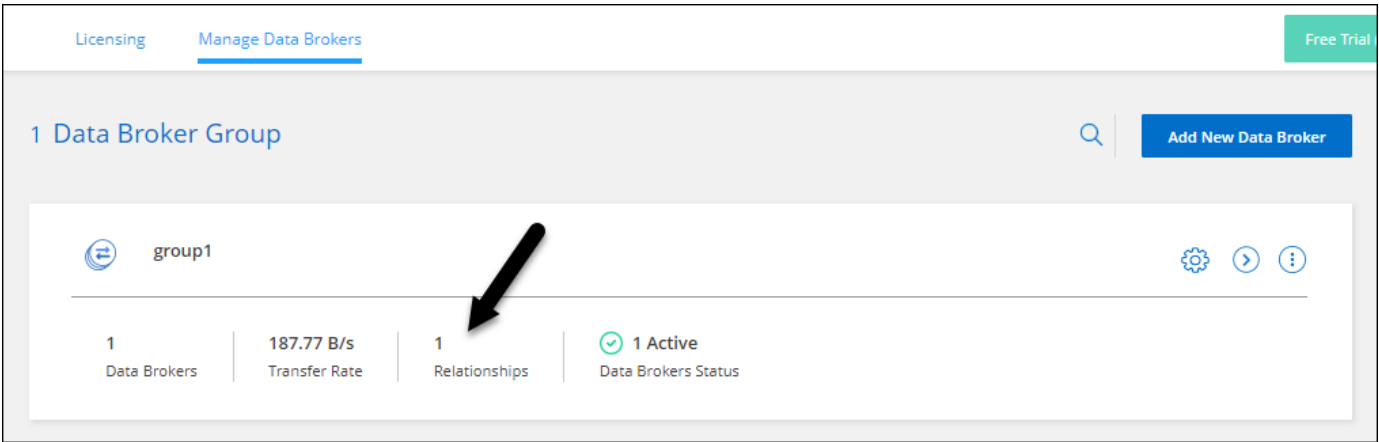 Licensing Manage Data Brokers Free Trial
1 Data Broker Group Add New Data Broker
group1
1 187.77 B/s 1 1 Active
Data Brokers Transfer Rate Relationships Data Brokers Status